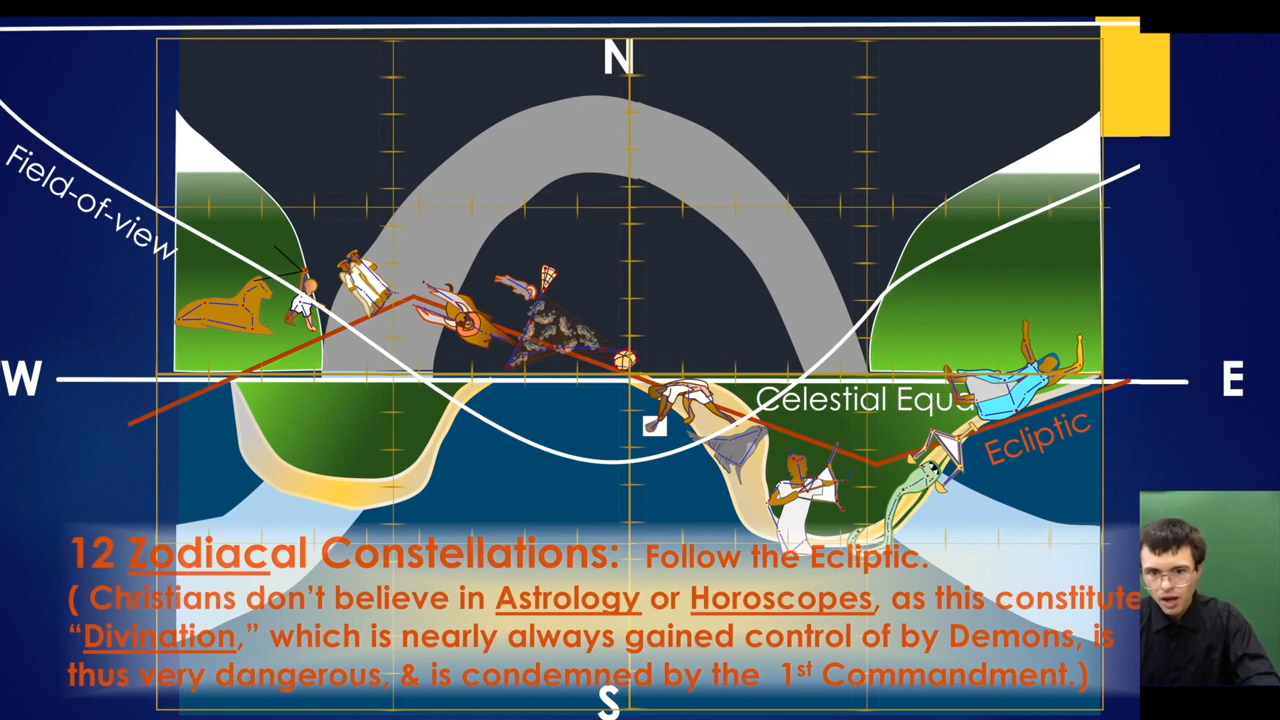 N
Field-of-view
W
E
Celestial Equa
Ecliptic
12 Zodiacal Constellations: Follow the Ecliptic.
( Christians don't believe in Astrology or Horoscopes, as this constitute
"Divination," which is nearly always gained control of by Demons, is
thus very dangerous, & is condemned by the 1st Commandment.)
S